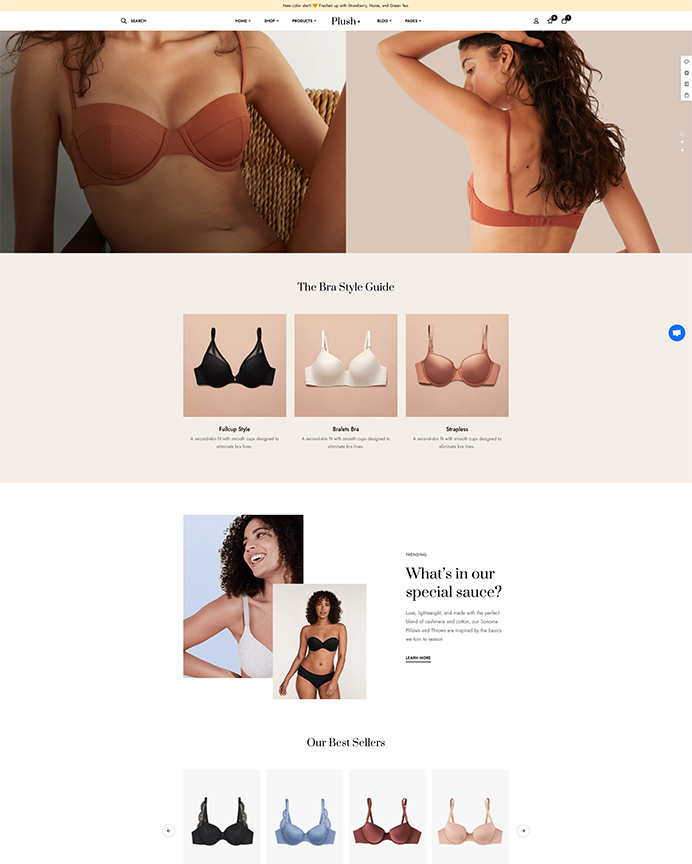 New color alert! 🧡 Freshen up with Strawberry, Noise, and Green Tea.
SEARCH
HOME
SHOP
PRODUCTS
Plush
BLOG
PAGES
The Bra Style Guide
Fullcup Style
A second-skin fit with smooth cups designed to
eliminate bra lines.
Bralets Bra
A second-skin fit with smooth cups designed to
eliminate bra lines.
Strapless
A second-skin fit with smooth cups designed to
eliminate bra lines.
TRENDING
What's in our
special sauce?
Luxe, lightweight, and made with the perfect
blend of cashmere and cotton, our Sonoma
Pillows and Throws are inspired by the basics
we turn to season
LEARN MORE
Our Best Sellers